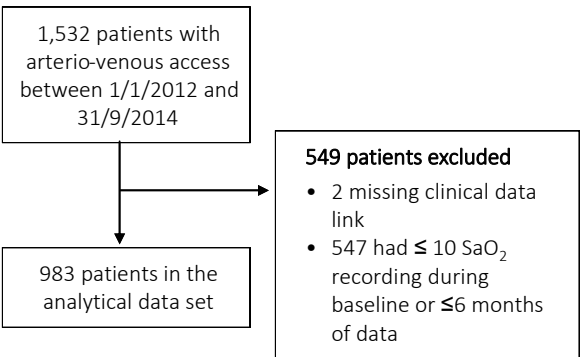 1,532 patients with
arterio-venous access
between 1/1/2012 and
31/9/2014
549 patients excluded
• 2 missing clinical data
link
• 547 had ≤ 10 SaO₂
recording during
baseline or ≤6 months
of data
983 patients in the
analytical data set